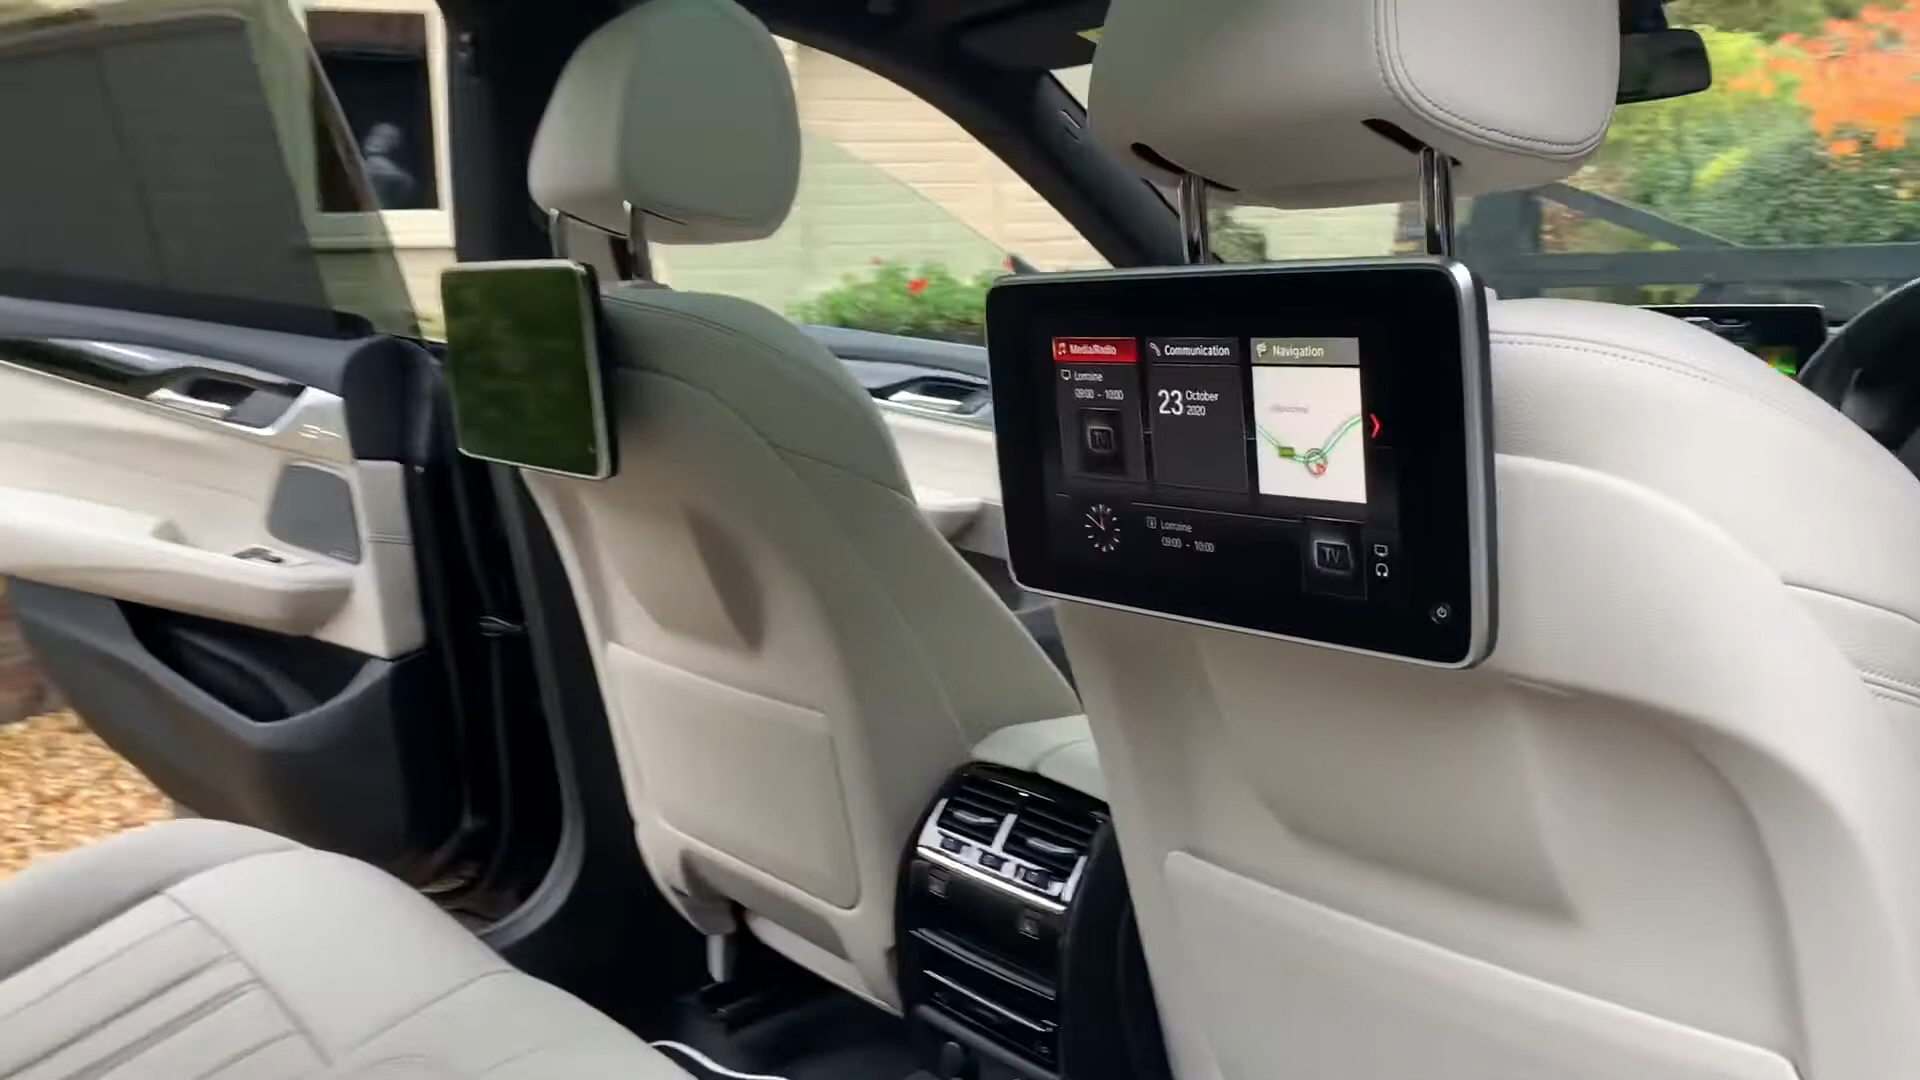 Media/Radio
Communication
Navigation
Lorraine
09:00 - 10:00
TV
23
October
2020
Lorraine
09:00 - 10:00
TV